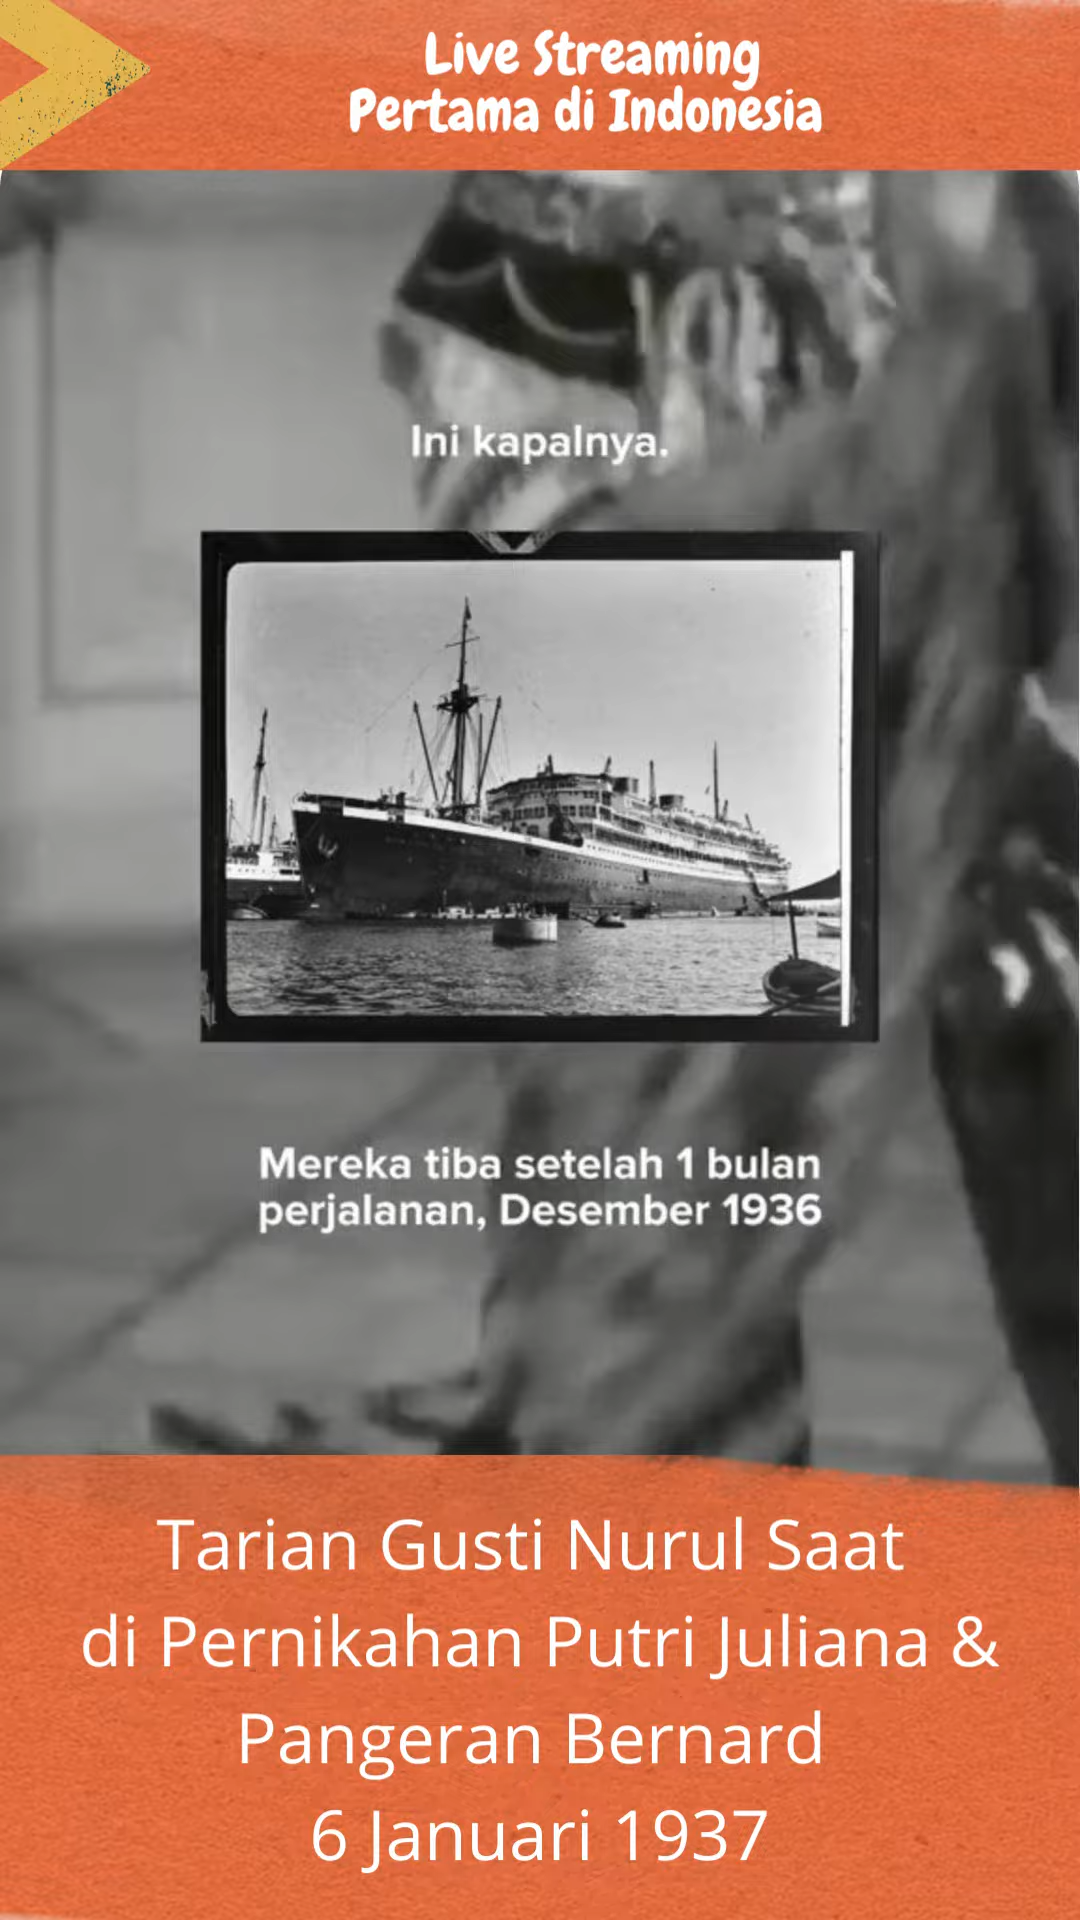 Live Streaming
Pertama di Indonesia
Ini kapalnya.
Mereka tiba setelah 1 bulan
perjalanan, Desember 1936
Tarian Gusti Nurul Saat
di Pernikahan Putri Juliana &
Pangeran Bernard
6 Januari 1937